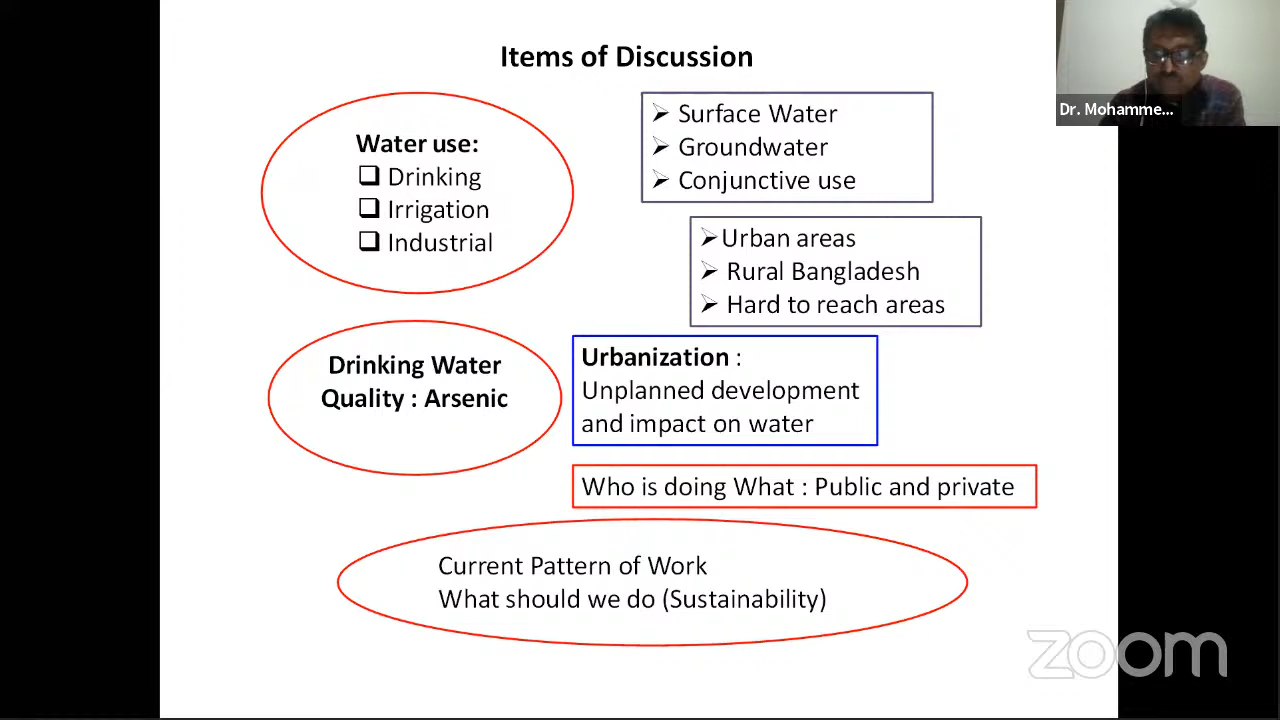 Items of Discussion
Water use:
Drinking
Irrigation
Industrial
Surface Water
Groundwater
Conjunctive use
Urban areas
Rural Bangladesh
Hard to reach areas
Drinking Water
Quality : Arsenic
Urbanization :
Unplanned development
and impact on water
Who is doing What : Public and private
Current Pattern of Work
What should we do (Sustainability)
Dr. Mohamme...
zoom